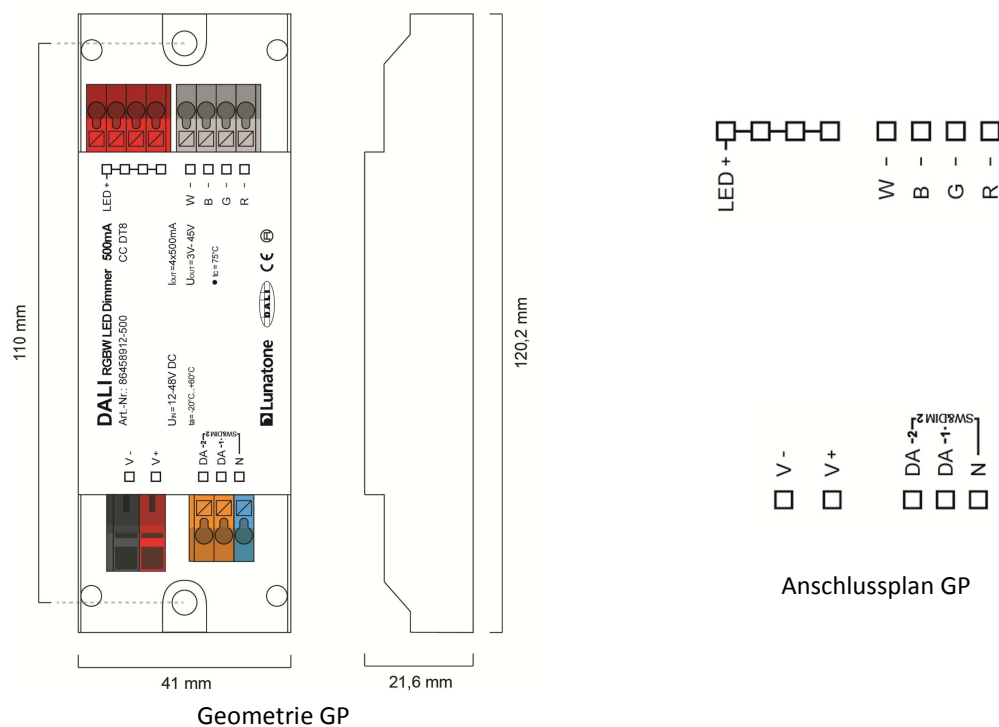 110 mm
LED +
W -
B -
G -
R -
DALI RGBW LED Dimmer 500mA
Art.-Nr.: 86458912-500 CC DT8
UIN = 12-48V DC
IOUT = 4x500mA
UOUT = 3V- 45V
ta= -20°C...+60°C
● tc = 75°C
Lunatone
DALI
CE
V -
V +
DA -2-
DA -1-
N
SW&DIM 2
41 mm
21,6 mm
120,2 mm
Geometrie GP
LED +
W -
B -
G -
R -
V -
V +
DA -2-
DA -1-
N
SW&DIM 2
Anschlussplan GP